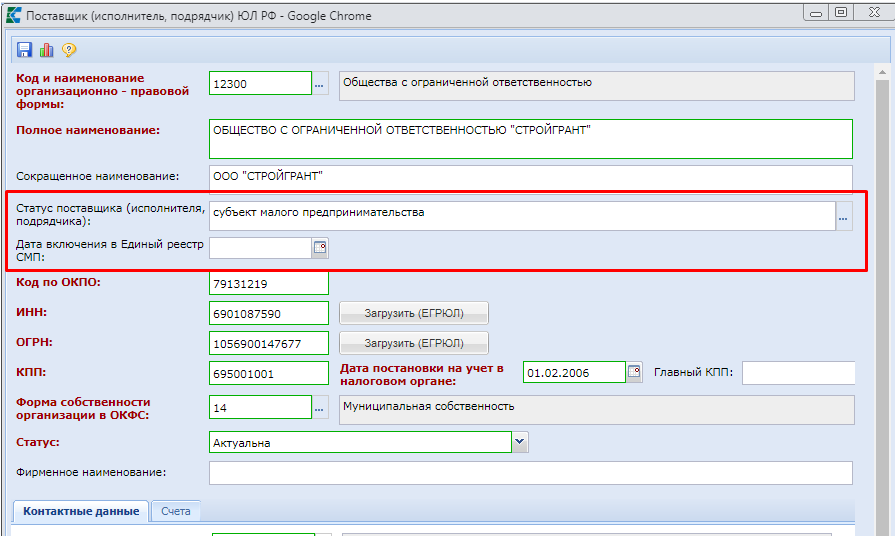 Поставщик (исполнитель, подрядчик) ЮЛ РФ - Google Chrome
Код и наименование
организационно - правовой
формы:
12300
...
Общества с ограниченной ответственностью
Полное наименование:
ОБЩЕСТВО С ОГРАНИЧЕННОЙ ОТВЕТСТВЕННОСТЬЮ "СТРОЙГРАНТ"
Сокращенное наименование:
ООО "СТРОЙГРАНТ"
Статус поставщика (исполнителя,
подрядчика):
субъект малого предпринимательства
...
Дата включения в Единый реестр
СМП:
Код по ОКПО:
79131219
ИНН:
6901087590
Загрузить (ЕГРЮЛ)
ОГРН:
1056900147677
Загрузить (ЕГРЮЛ)
КПП:
695001001
Дата постановки на учет в
налоговом органе:
01.02.2006
Главный КПП:
Форма собственности
организации в ОКФС:
14
...
Муниципальная собственность
Статус:
Актуальна
Фирменное наименование:
Контактные данные
Счета